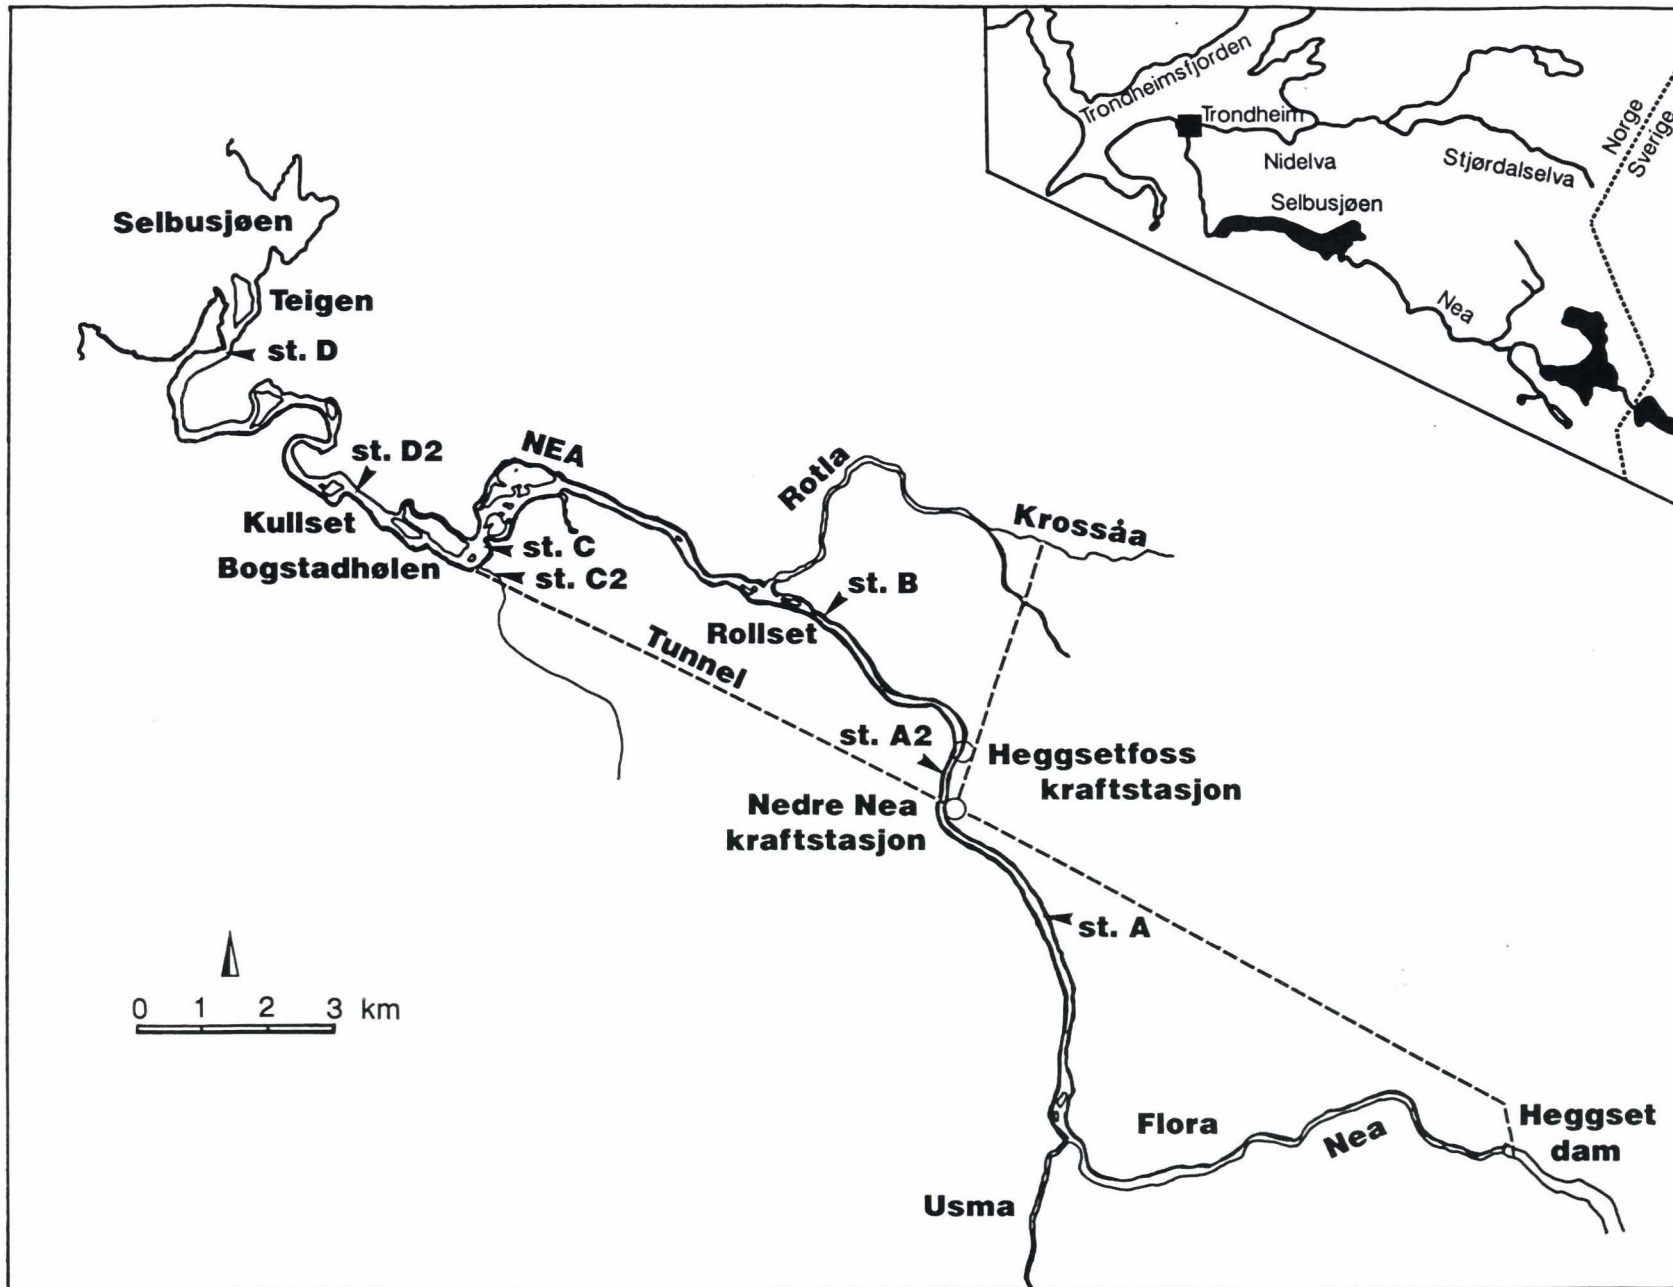 Trondheimsfjorden
Trondheim
Nidelva
Stjørdalselva
Norge
Sverige
Selbusjøen
Nea
Selbusjøen
Teigen
st. D
st. D2
NEA
Rotla
Krossåa
Kullset
Bogstadhølen
st. C
st. C2
st. B
Rollset
Tunnel
st. A2
Heggsetfoss
kraftstasjon
Nedre Nea
kraftstasjon
st. A
0 1 2 3 km
Flora
Nea
Heggset
dam
Usma